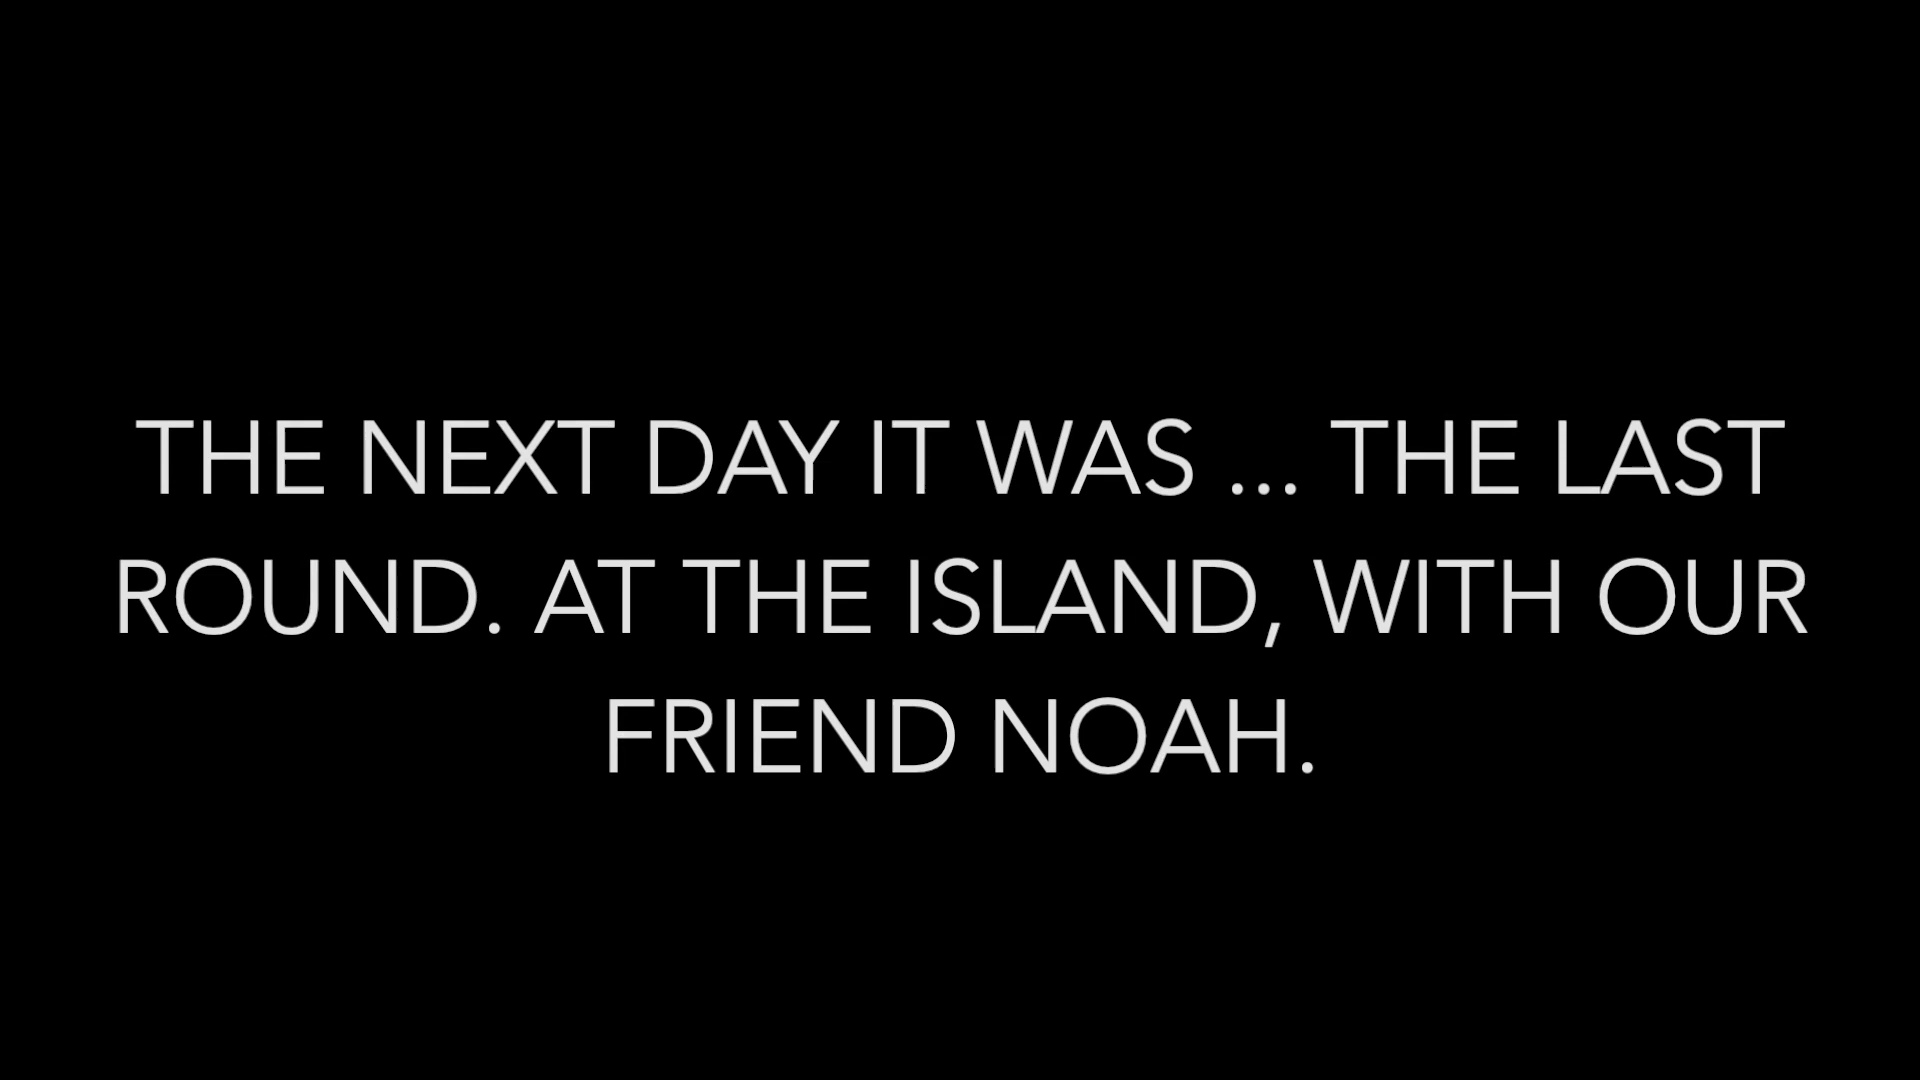 THE NEXT DAY IT WAS ... THE LAST
ROUND. AT THE ISLAND, WITH OUR
FRIEND NOAH.